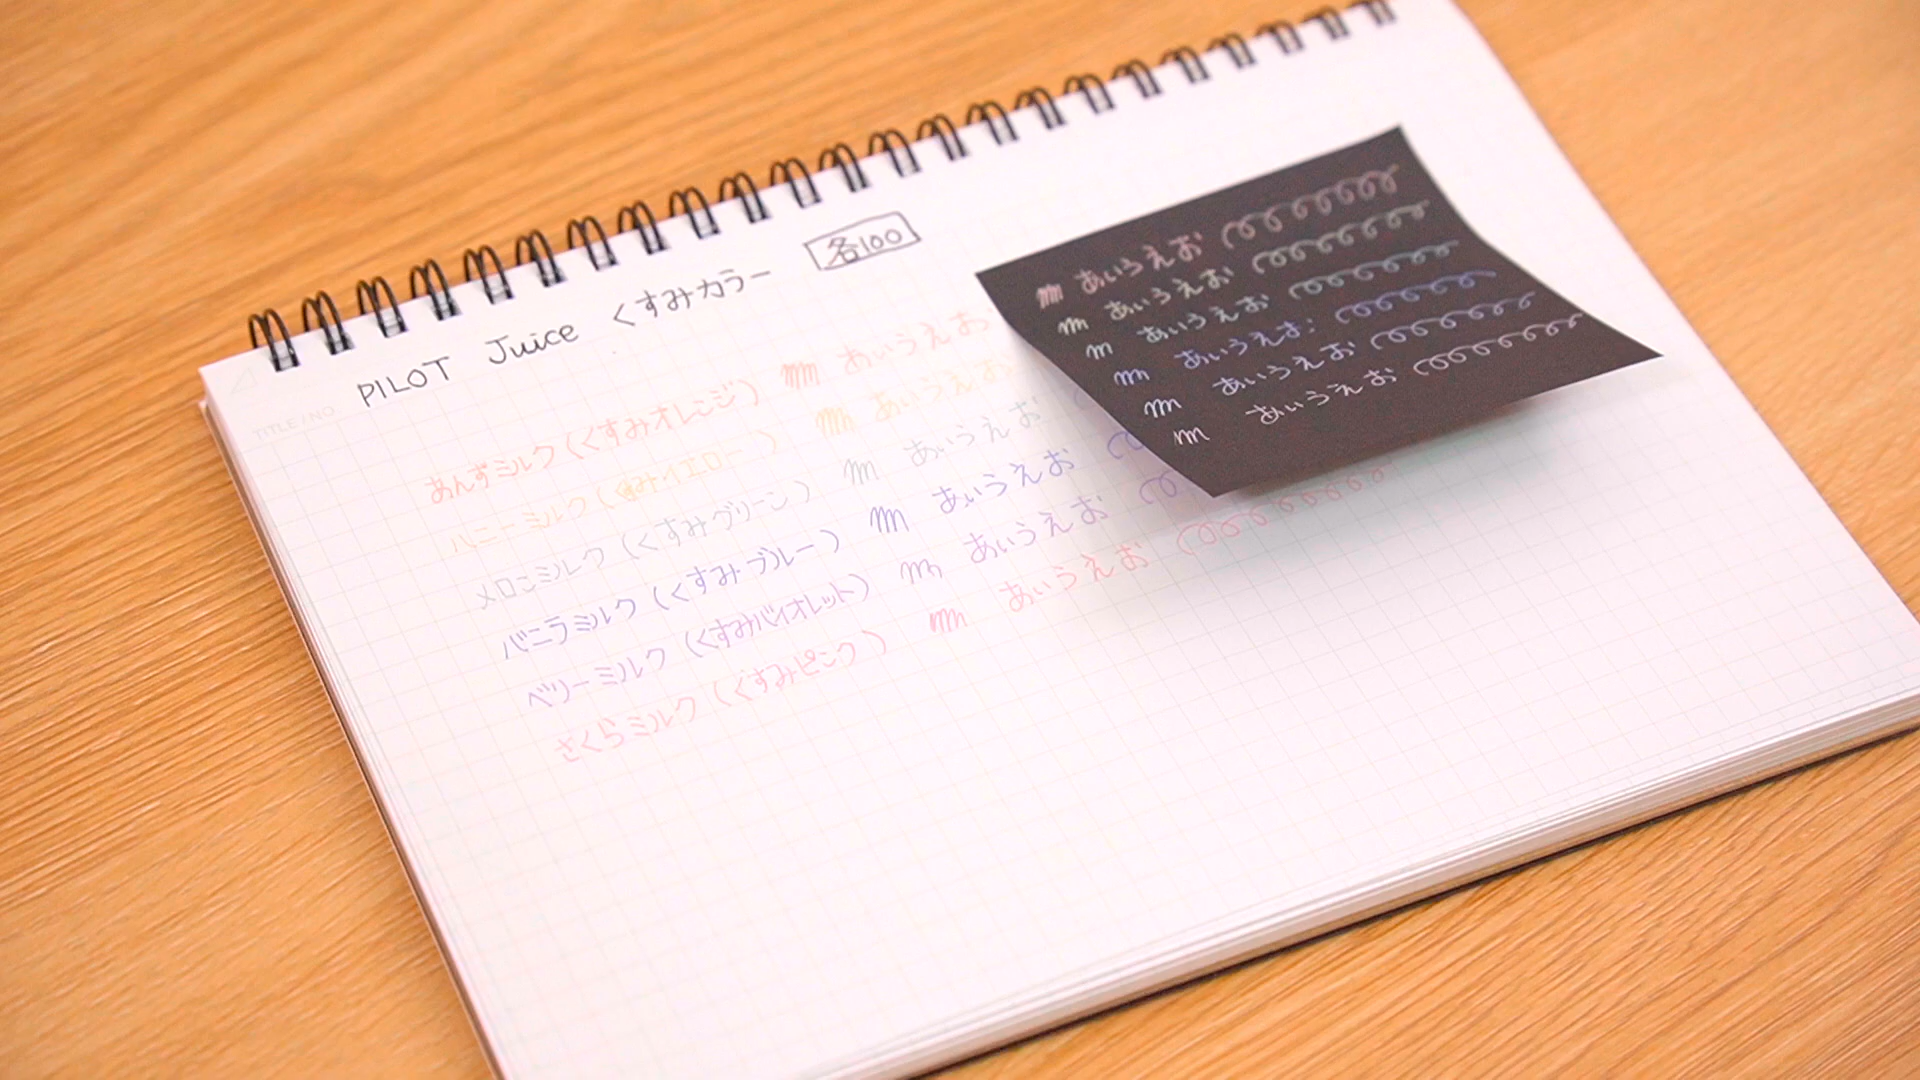 PILOT Juice くすみカラー 各100
TITLE/NO.
あんずミルク(くすみオレンジ) あいうえお
ハニーミルク(くすみイエロー) あいうえお
メロンミルク(くすみグリーン) あいうえお
バニラミルク(くすみブルー) あいうえお
ベリーミルク(くすみバイオレット) あいうえお
さくらミルク(くすみピンク) あいうえお
あいうえお
あいうえお
あいうえお
あいうえお
あいうえお
あいうえお